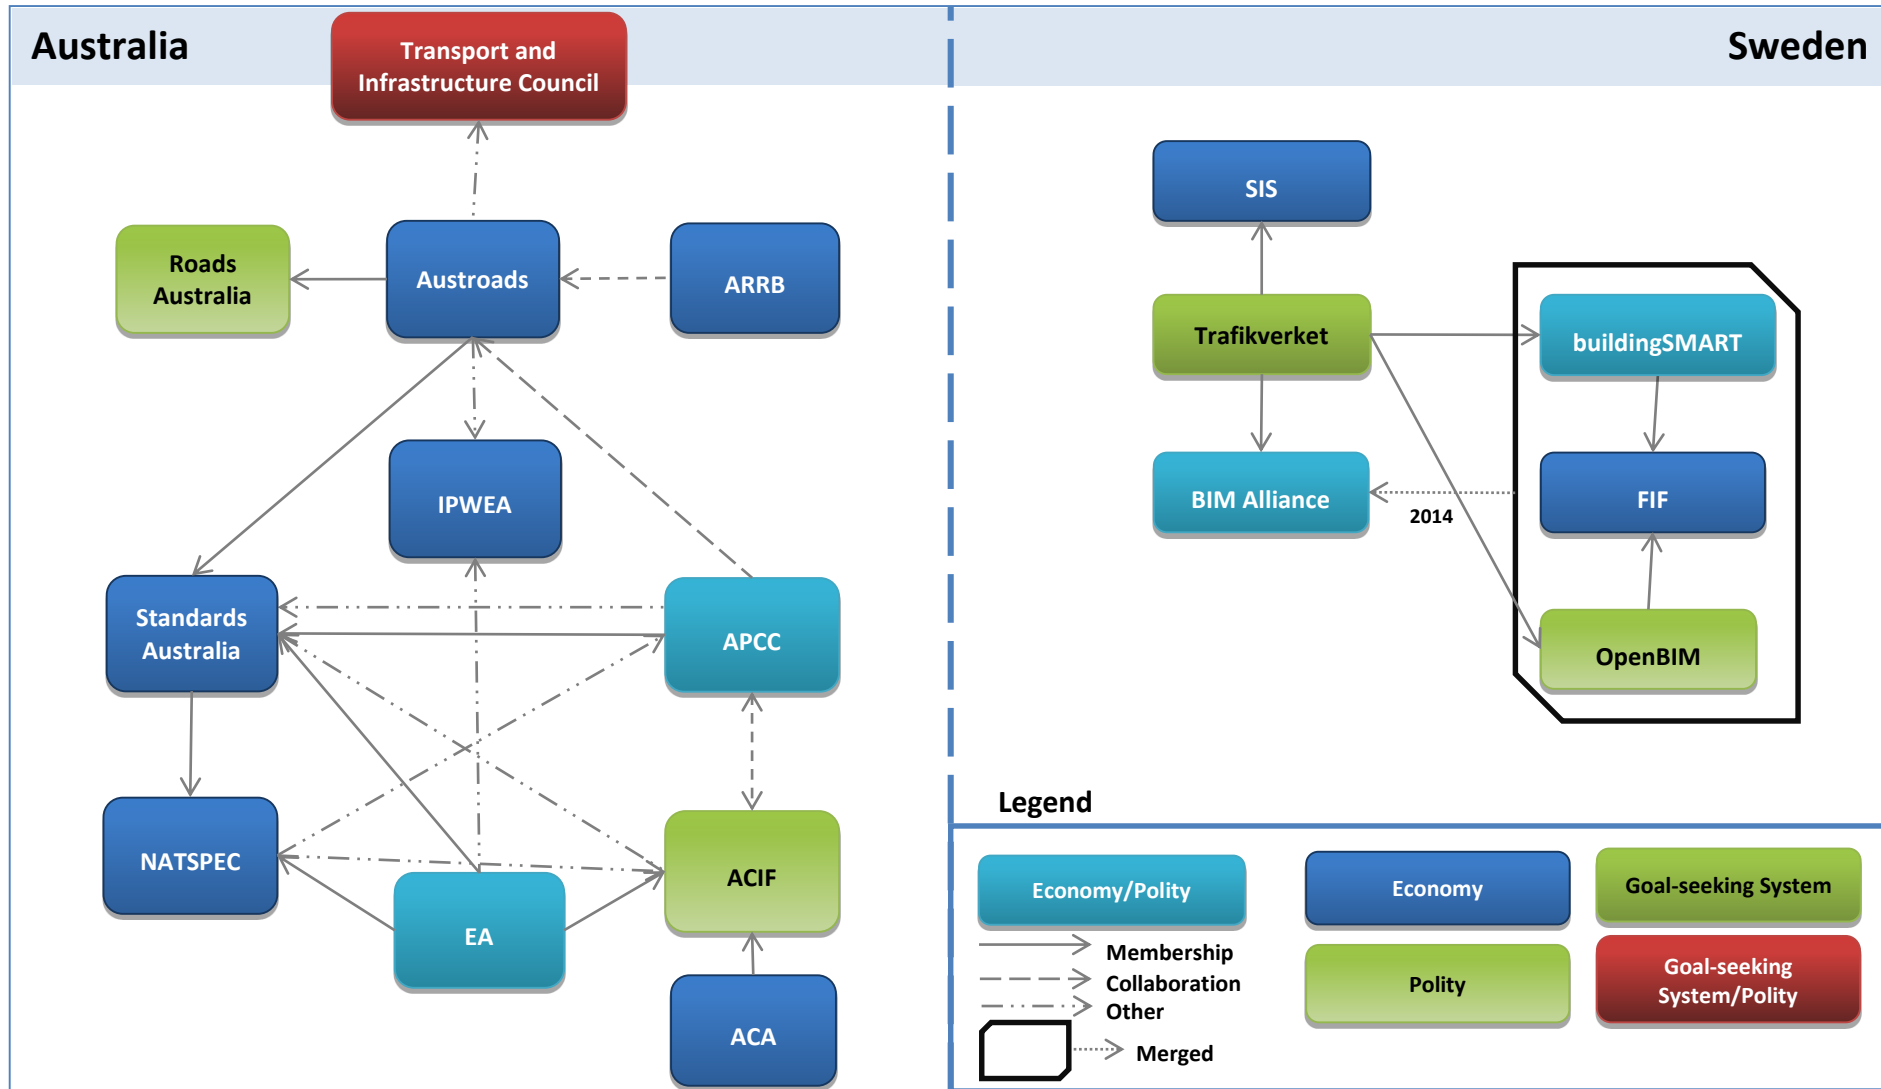 Australia
Sweden
Transport and
Infrastructure Council
Roads
Australia
Austroads
ARRB
IPWEA
Standards
Australia
APCC
NATSPEC
EA
ACIF
ACA
SIS
Trafikverket
buildingSMART
BIM Alliance
2014
FIF
OpenBIM
Legend
Economy/Polity
Economy
Goal-seeking System
Membership
Collaboration
Other
Merged
Polity
Goal-seeking
System/Polity